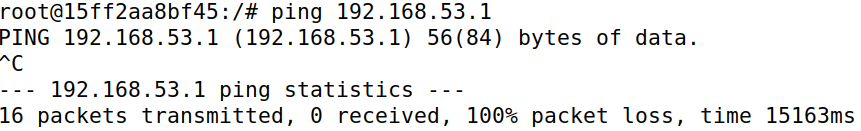 root@15ff2aa8bf45:/# ping 192.168.53.1
PING 192.168.53.1 (192.168.53.1) 56(84) bytes of data.
^C
--- 192.168.53.1 ping statistics ---
16 packets transmitted, 0 received, 100% packet loss, time 15163ms